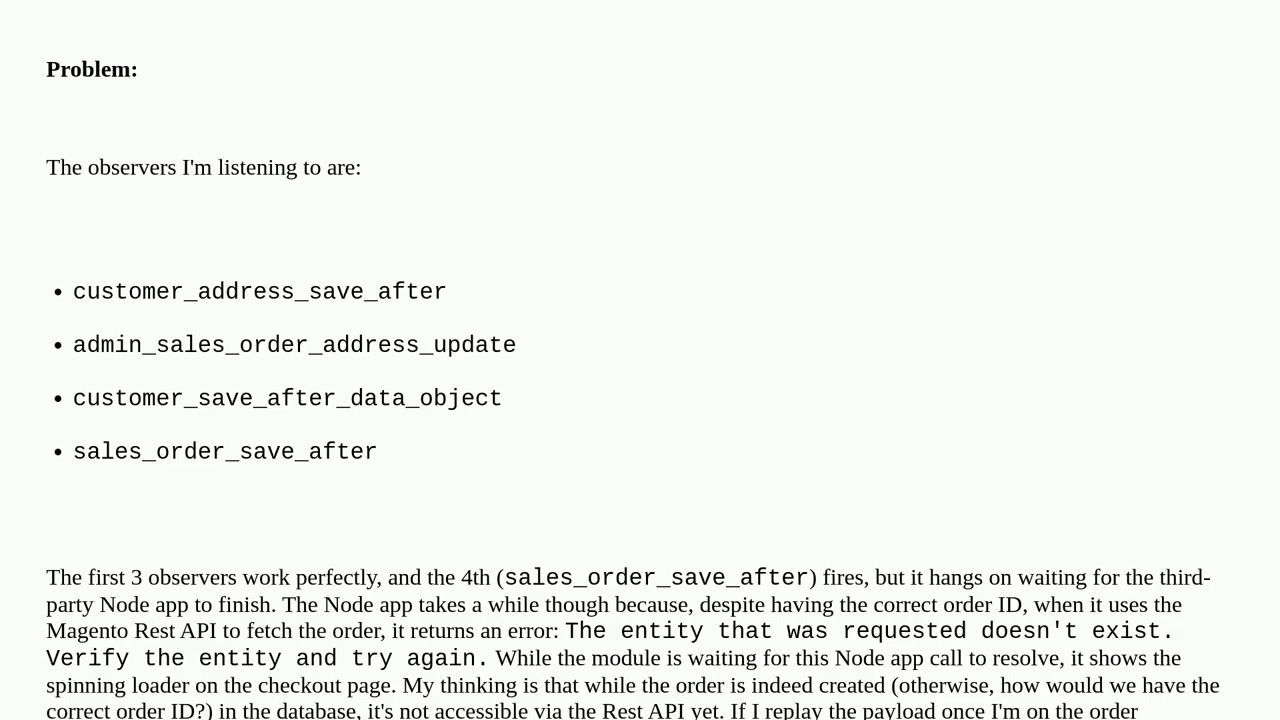 Problem:
The observers I'm listening to are:
• customer_address_save_after
• admin_sales_order_address_update
• customer_save_after_data_object
• sales_order_save_after
The first 3 observers work perfectly, and the 4th (sales_order_save_after) fires, but it hangs on waiting for the third-
party Node app to finish. The Node app takes a while though because, despite having the correct order ID, when it uses the
Magento Rest API to fetch the order, it returns an error: The entity that was requested doesn't exist.
Verify the entity and try again. While the module is waiting for this Node app call to resolve, it shows the
spinning loader on the checkout page. My thinking is that while the order is indeed created (otherwise, how would we have the
correct order ID?) in the database, it's not accessible via the Rest API yet. If I replay the payload once I'm on the order